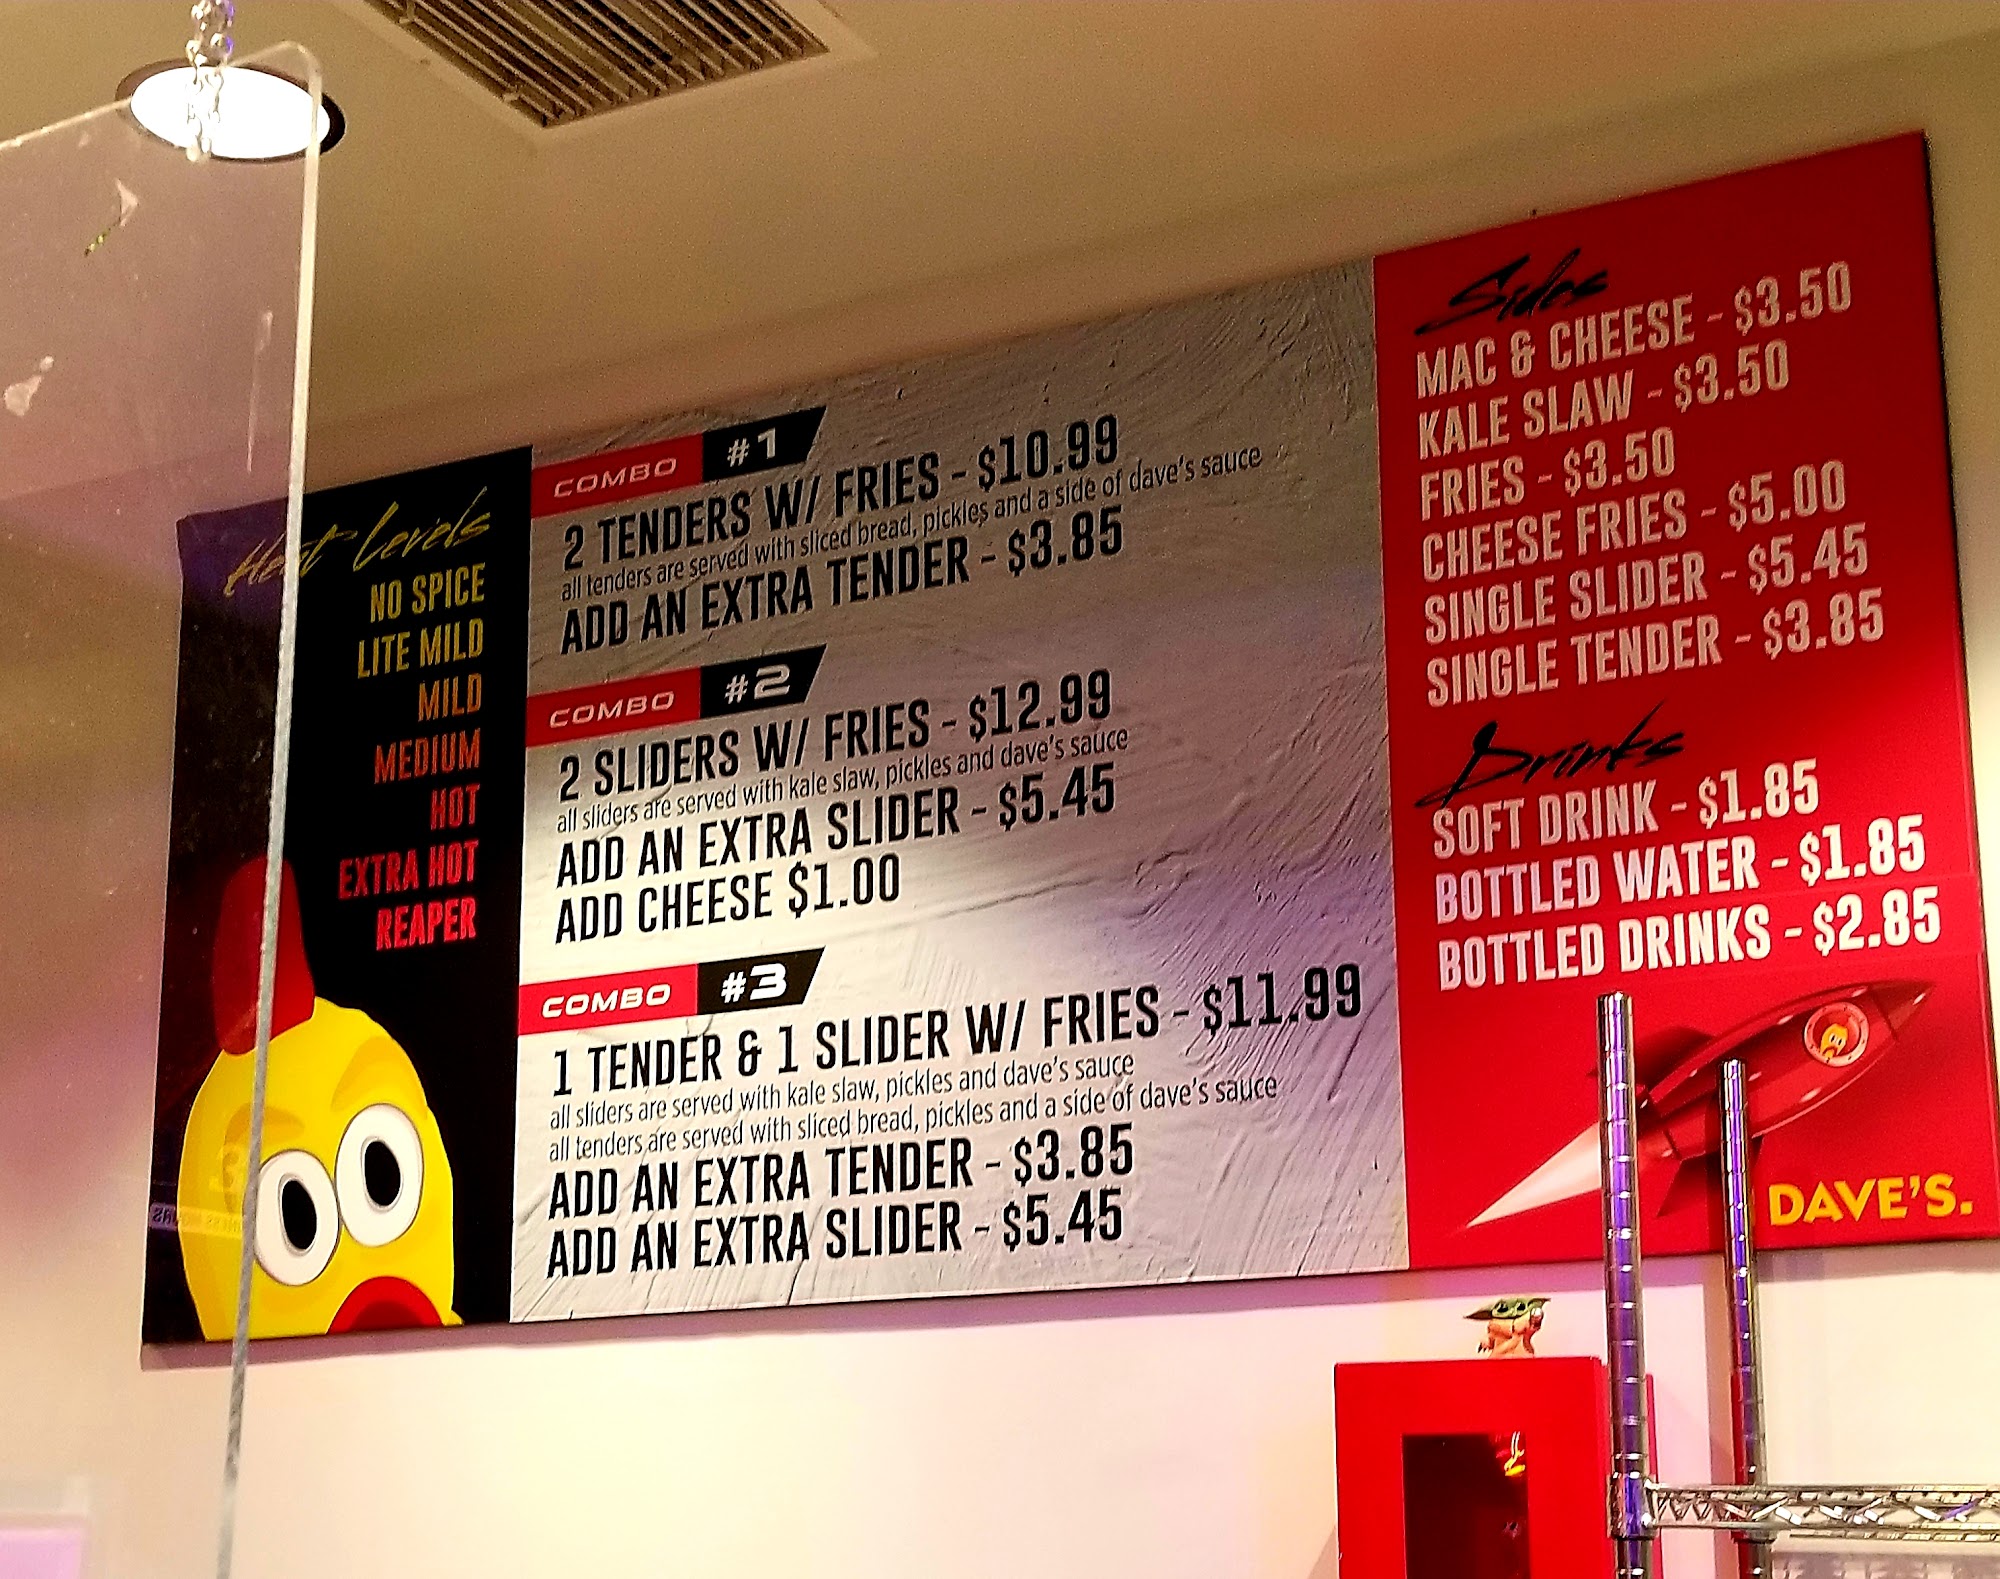 Heat Levels
NO SPICE
LITE MILD
MILD
MEDIUM
HOT
EXTRA HOT
REAPER
COMBO #1
2 TENDERS W/ FRIES - $10.99
all tenders are served with sliced bread, pickles and a side of dave's sauce
ADD AN EXTRA TENDER - $3.85
COMBO #2
2 SLIDERS W/ FRIES - $12.99
all sliders are served with kale slaw, pickles and dave's sauce
ADD AN EXTRA SLIDER - $5.45
ADD CHEESE $1.00
COMBO #3
1 TENDER & 1 SLIDER W/ FRIES - $11.99
all sliders are served with kale slaw, pickles and dave's sauce
all tenders are served with sliced bread, pickles and a side of dave's sauce
ADD AN EXTRA TENDER - $3.85
ADD AN EXTRA SLIDER - $5.45
Sides
MAC & CHEESE - $3.50
KALE SLAW - $3.50
FRIES - $3.50
CHEESE FRIES - $5.00
SINGLE SLIDER - $5.45
SINGLE TENDER - $3.85
Drinks
SOFT DRINK - $1.85
BOTTLED WATER - $1.85
BOTTLED DRINKS - $2.85
DAVE'S.